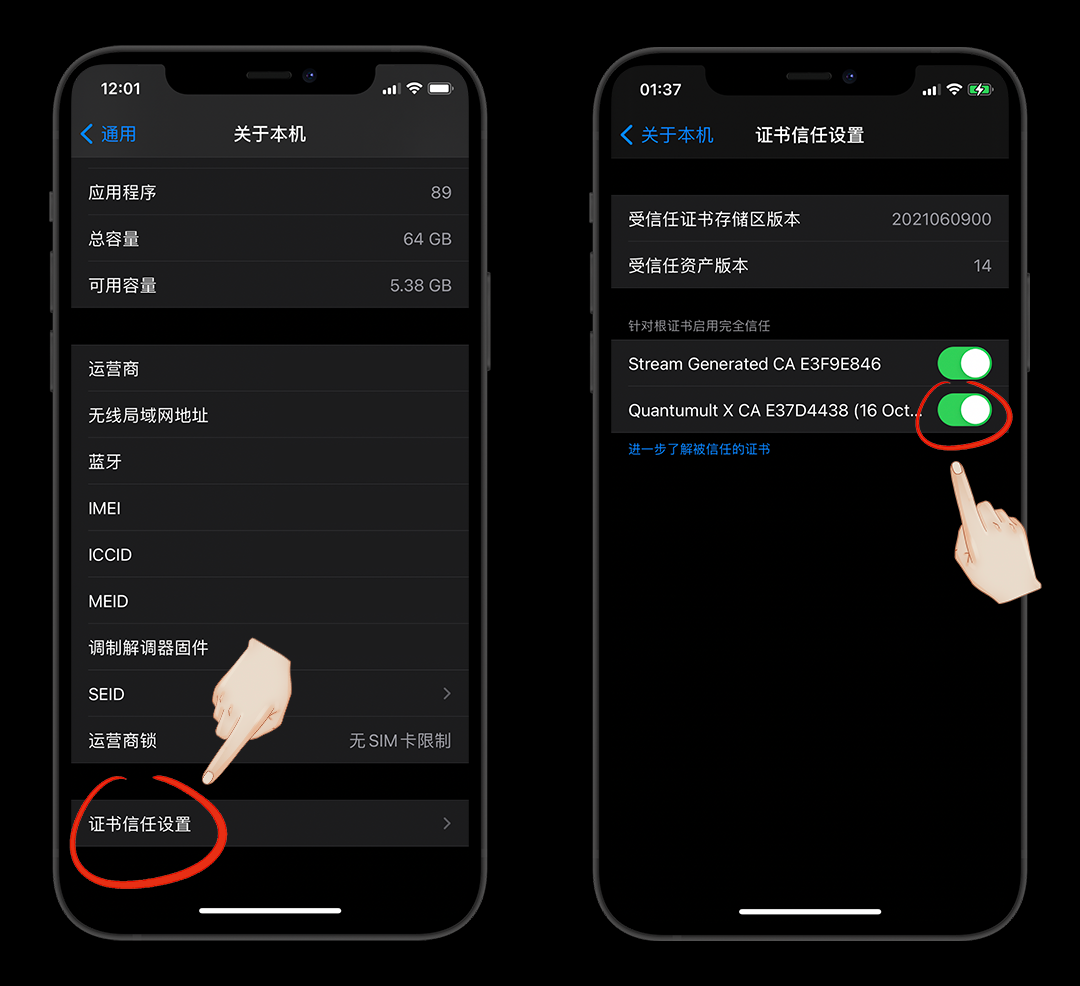 12:01
通用
关于本机
应用程序
89
总容量
64 GB
可用容量
5.38 GB
运营商
无线局域网地址
蓝牙
IMEI
ICCID
MEID
调制解调器固件
SEID
运营商锁
无 SIM 卡限制
证书信任设置
01:37
关于本机
证书信任设置
受信任证书存储区版本
2021060900
受信任资产版本
14
针对根证书启用完全信任
Stream Generated CA E3F9E846
Quantumult X CA E37D4438 (16 Oct...
进一步了解被信任的证书